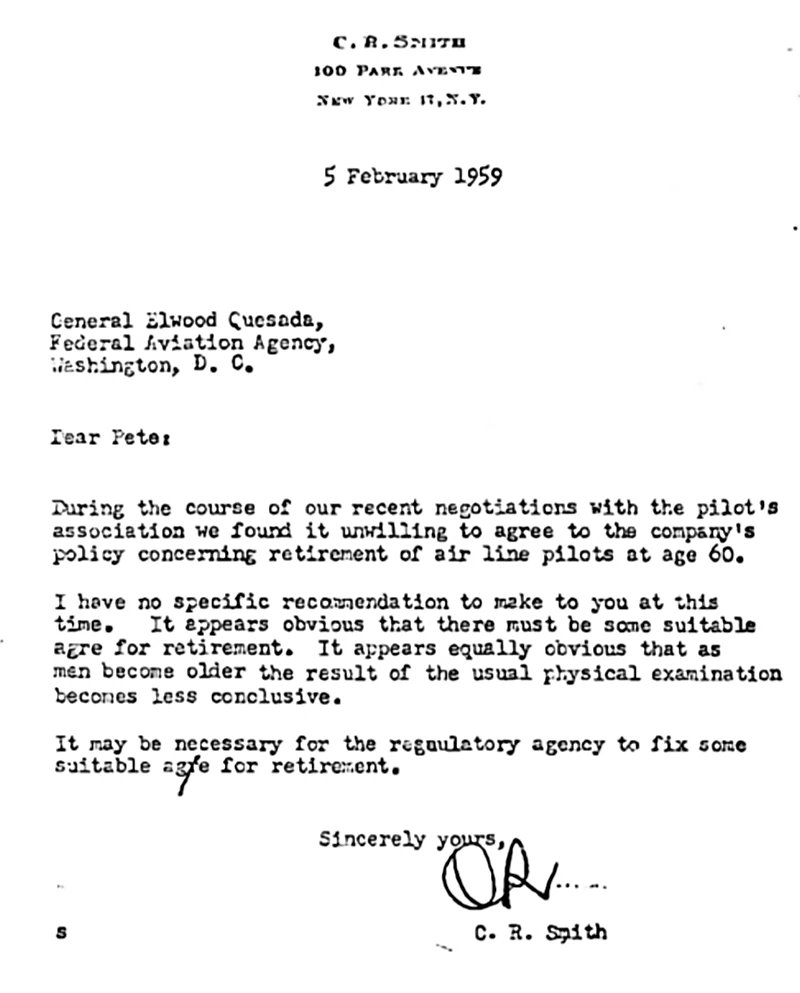 C. R. SMITH
100 PARK AVENUE
NEW YORK 17, N.Y.
5 February 1959
General Elwood Quesada,
Federal Aviation Agency,
Washington, D. C.
Dear Pete:
During the course of our recent negotiations with the pilot's
association we found it unwilling to agree to the company's
policy concerning retirement of air line pilots at age 60.
I have no specific recommendation to make to you at this
time. It appears obvious that there must be some suitable
agre for retirement. It appears equally obvious that as
men become older the result of the usual physical examination
becomes less conclusive.
It may be necessary for the regaulatory agency to fix some
suitable agre for retirement.
Sincerely yours,
CR
s
C. R. Smith